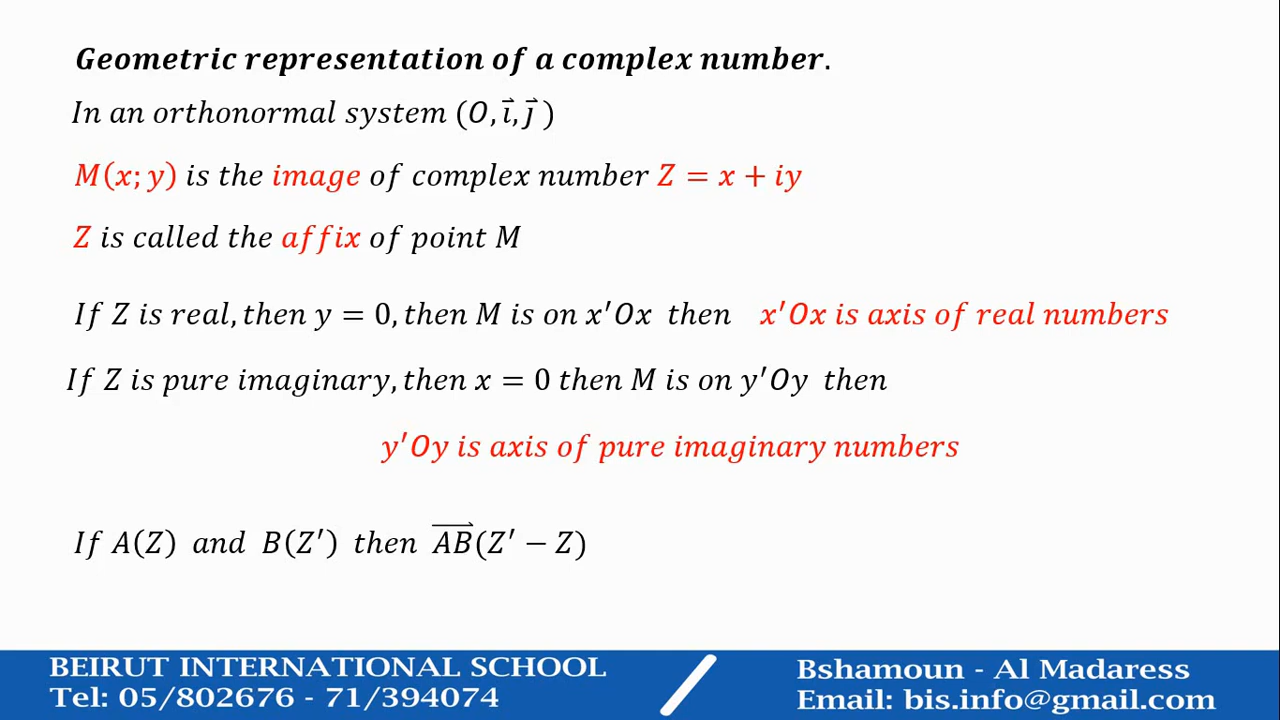 Geometric representation of a complex number.
In an orthonormal system (O, i⃗, j⃗ )
M(x; y) is the image of complex number Z = x + iy
Z is called the affix of point M
If Z is real, then y = 0, then M is on x′Ox then x′Ox is axis of real numbers
If Z is pure imaginary, then x = 0 then M is on y′Oy then
y′Oy is axis of pure imaginary numbers
If A(Z) and B(Z′) then A͞B⃗(Z′ − Z)
BEIRUT INTERNATIONAL SCHOOL
Tel: 05/802676 - 71/394074
Bshamoun - Al Madaress
Email: bis.info@gmail.com